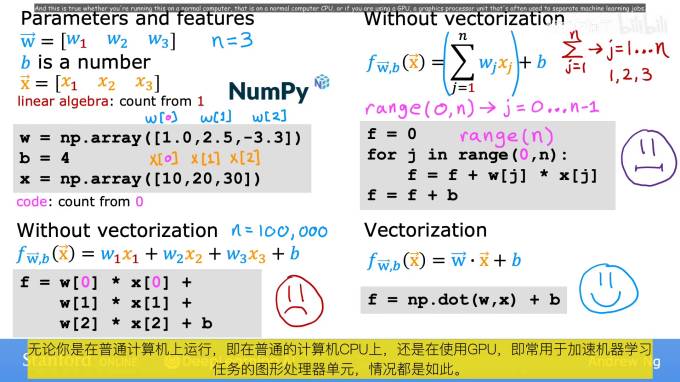 And this is true whether you're running this on a normal computer, that is on a normal computer CPU, or if you are using a GPU, a graphics processor unit that's often used to separate machine learning jobs.
bilibili
Parameters and features
w = [w1 w2 w3] n=3
b is a number
x = [x1 x2 x3]
linear algebra: count from 1
NumPy
w[0] w[1] w[2]
w = np.array([1.0,2.5,-3.3])
b = 4
x[0] x[1] x[2]
x = np.array([10,20,30])
code: count from 0
Without vectorization n=100,000
f w,b (x) = w1x1 + w2x2 + w3x3 + b
f = w[0] * x[0] +
w[1] * x[1] +
w[2] * x[2] + b
Without vectorization
f w,b (x) = ( n ∑ j=1 wjxj ) + b
n ∑ j=1 → j=1...n
1, 2, 3
range(0,n) → j=0...n-1
f = 0 range(n)
for j in range(0,n):
f = f + w[j] * x[j]
f = f + b
Vectorization
f w,b (x) = w · x + b
f = np.dot(w,x) + b
无论你是在普通计算机上运行，即在普通的计算机CPU上，还是在使用GPU，即常用于加速机器学习
任务的图形处理器单元，情况都是如此。